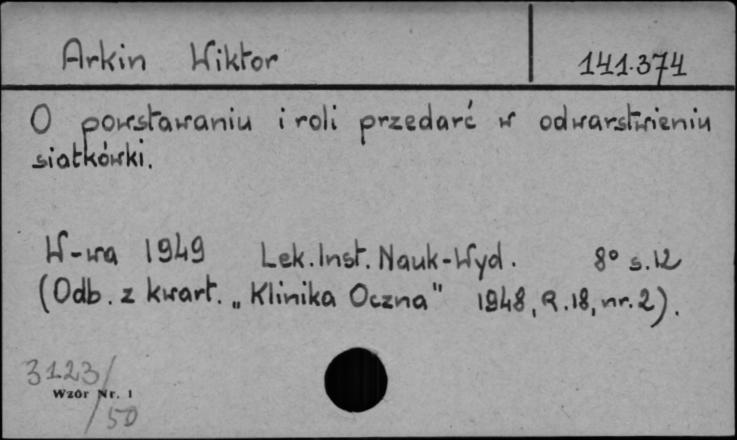 Arkin Wiktor
141.374
O powstawaniu i roli przedarć w odwarstwieniu
siatkówki.
W-wa 1949 Lek. Inst. Nauk-Wyd. 8° s. 12
(Odb. z kwart. „Klinika Oczna" 1948, R. 18, nr. 2).
3123/50
Wzór Nr. 1